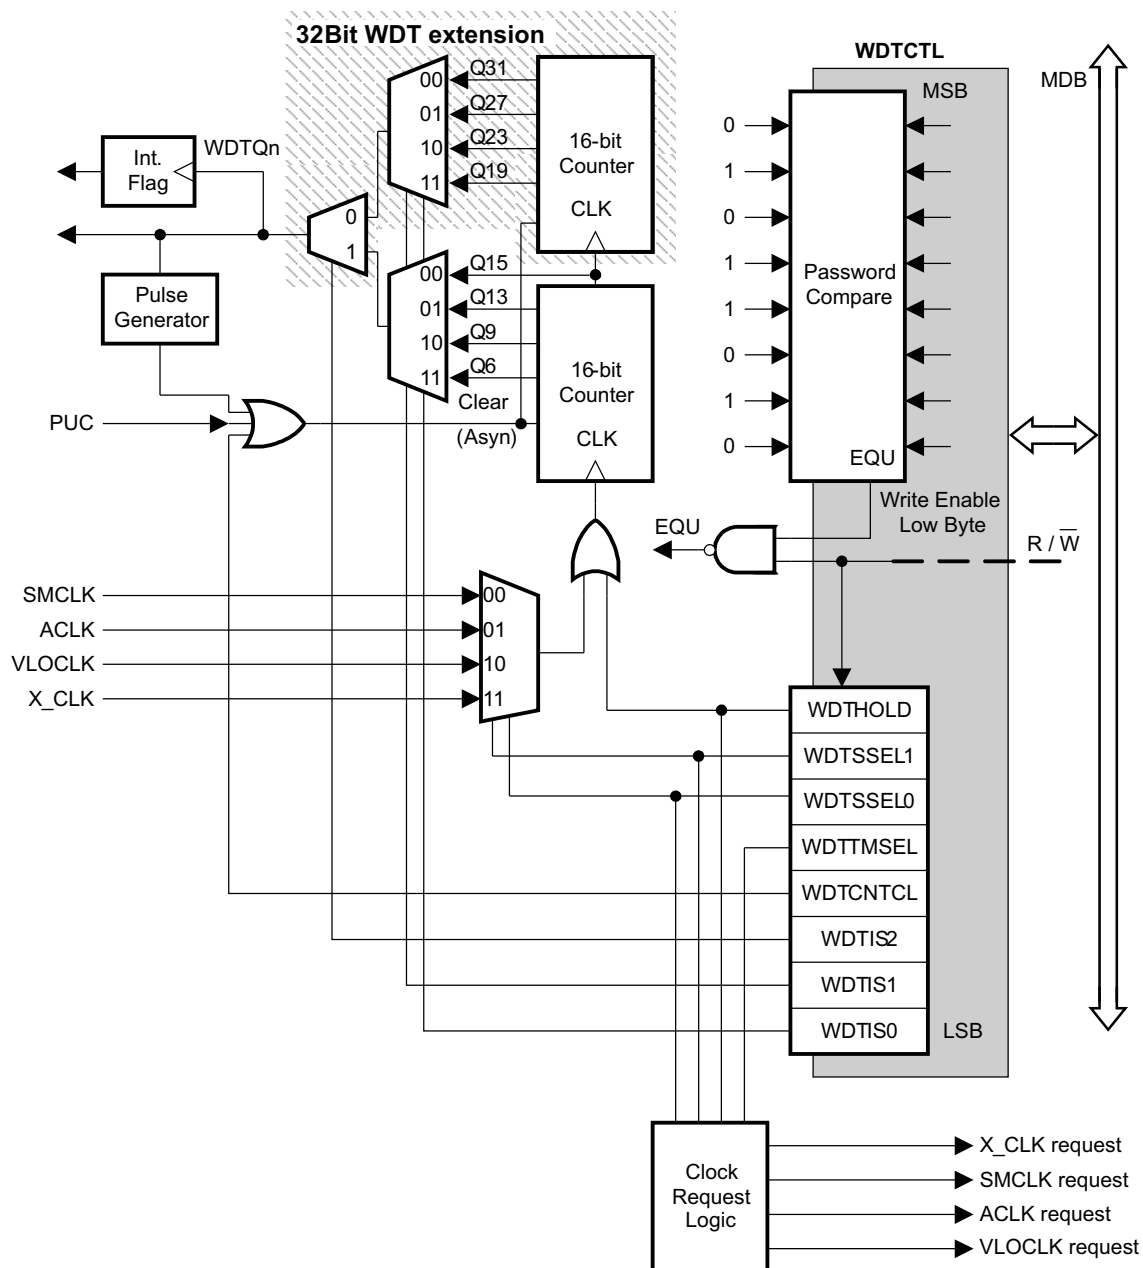 32Bit WDT extension
WDTCTL
MDB
MSB
00
01
10
11
Q31
Q27
Q23
Q19
16-bit
Counter
CLK
Int.
Flag
WDTQn
0
1
Pulse
Generator
00
01
10
11
Q15
Q13
Q9
Q6
Clear
(Asyn)
16-bit
Counter
CLK
PUC
0
1
0
1
1
0
1
0
Password
Compare
EQU
Write Enable
Low Byte
EQU
R / W
SMCLK
ACLK
VLOCLK
X_CLK
00
01
10
11
WDTHOLD
WDTSSEL1
WDTSSEL0
WDTTMSEL
WDTCNTCL
WDTIS2
WDTIS1
WDTIS0
LSB
Clock
Request
Logic
X_CLK request
SMCLK request
ACLK request
VLOCLK request